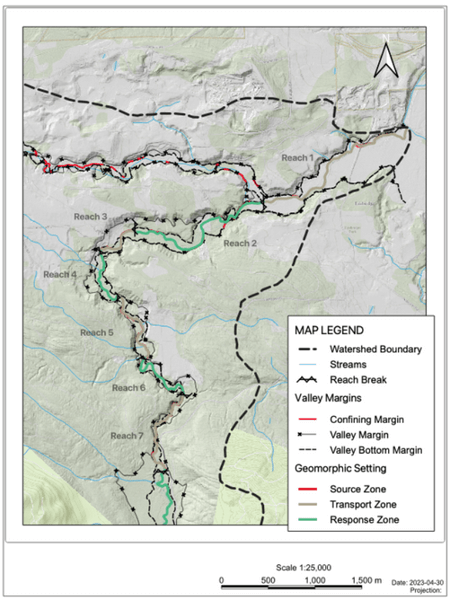 Reach 1
Reach 3
Reach 2
Reach 4
Reach 5
Reach 6
Reach 7
MAP LEGEND
Watershed Boundary
Streams
Reach Break
Valley Margins
Confining Margin
Valley Margin
Valley Bottom Margin
Geomorphic Setting
Source Zone
Transport Zone
Response Zone
Scale 1:25,000
0 500 1,000 1,500 m
Date: 2023-04-30
Projection: